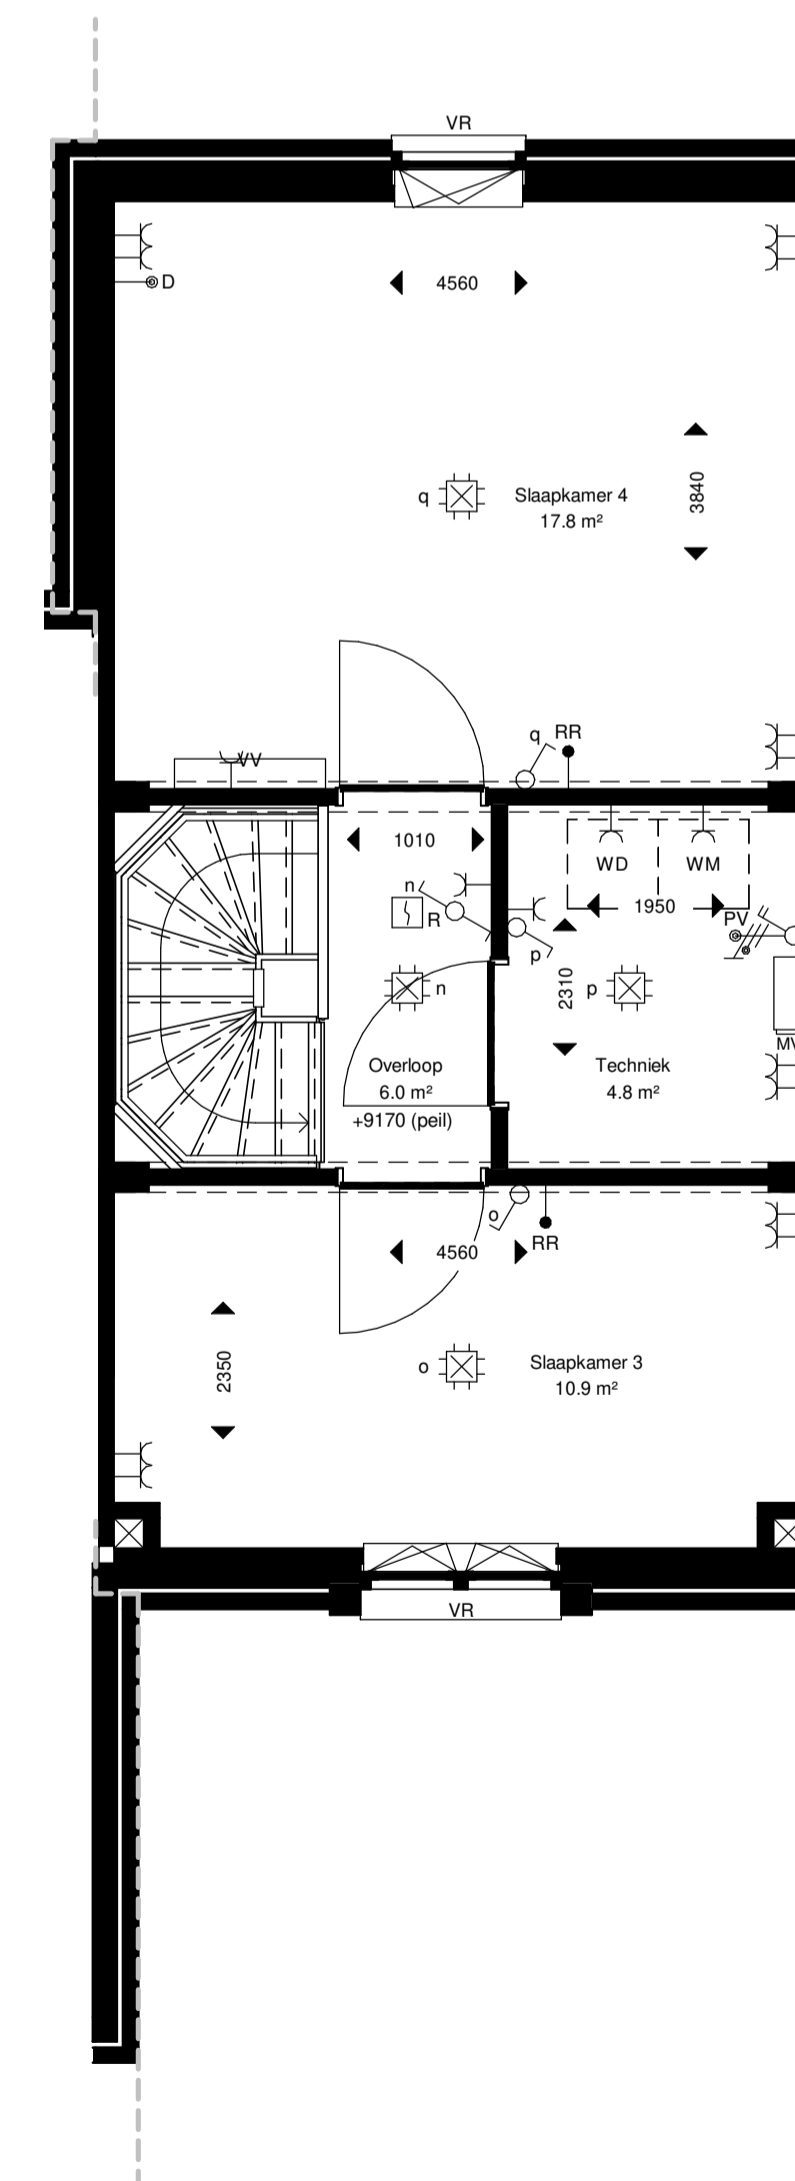 VR
D
4560
3840
q
Slaapkamer 4
17.8 m²
q
RR
VV
1010
WD
WM
n
R
1950
PV
p
2310
n
p
MV
Overloop
6.0 m²
+9170 (peil)
Techniek
4.8 m²
o
RR
4560
2350
o
Slaapkamer 3
10.9 m²
VR